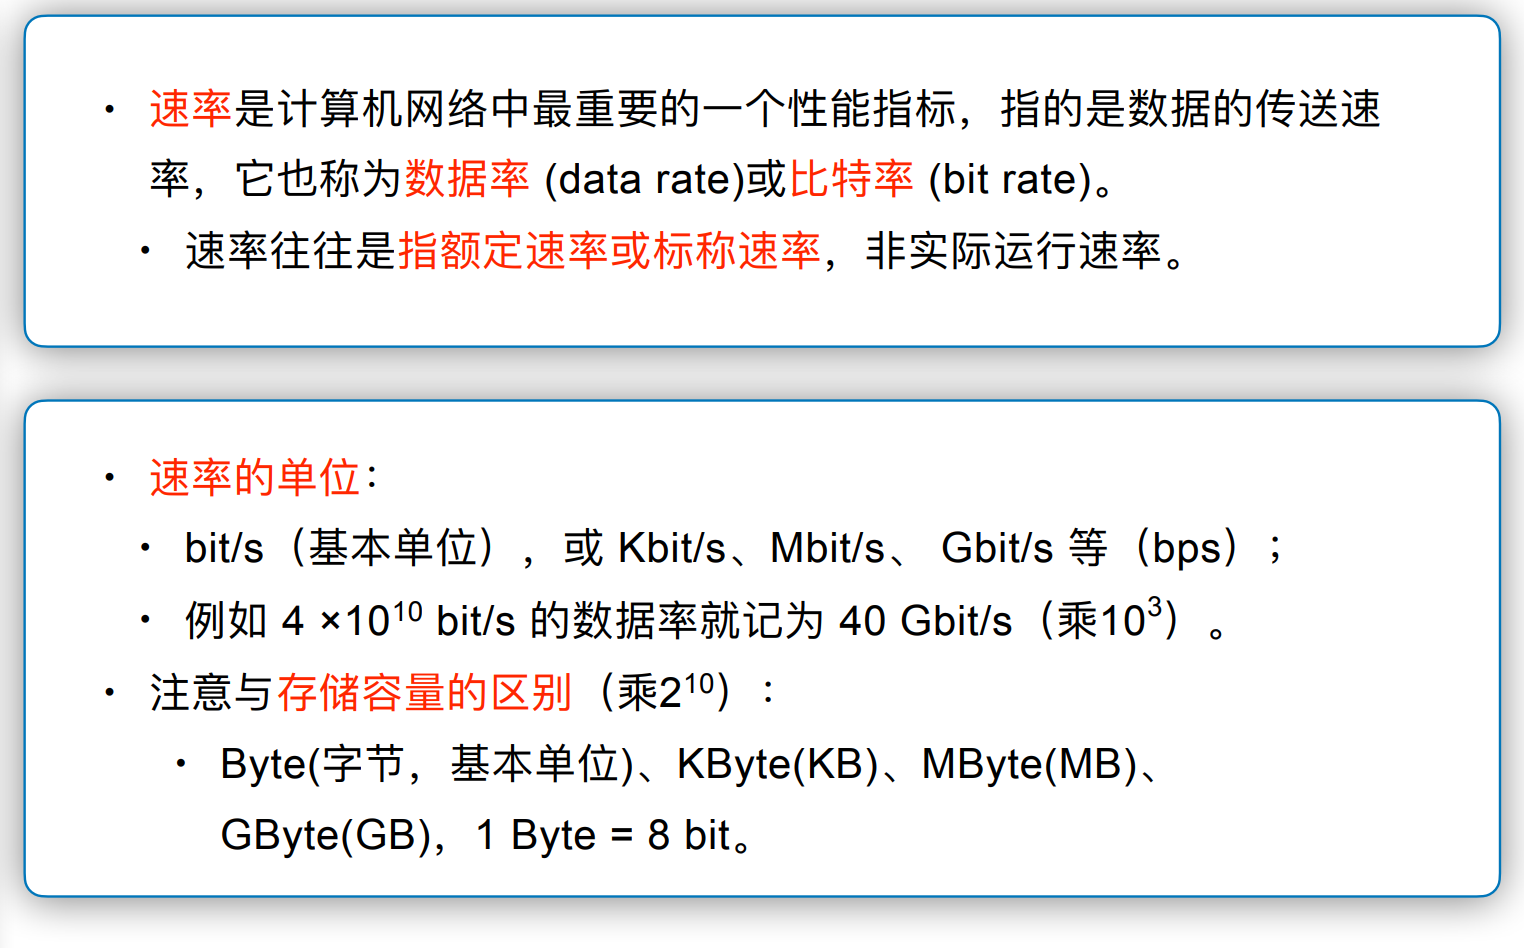 • 速率是计算机网络中最重要的一个性能指标，指的是数据的传送速
率，它也称为数据率 (data rate)或比特率 (bit rate)。
• 速率往往是指额定速率或标称速率，非实际运行速率。
• 速率的单位：
• bit/s（基本单位），或 Kbit/s、Mbit/s、 Gbit/s 等（bps）；
• 例如 4 ×10¹⁰ bit/s 的数据率就记为 40 Gbit/s（乘10³）。
• 注意与存储容量的区别（乘2¹⁰）：
• Byte(字节，基本单位)、KByte(KB)、MByte(MB)、
GByte(GB)，1 Byte = 8 bit。